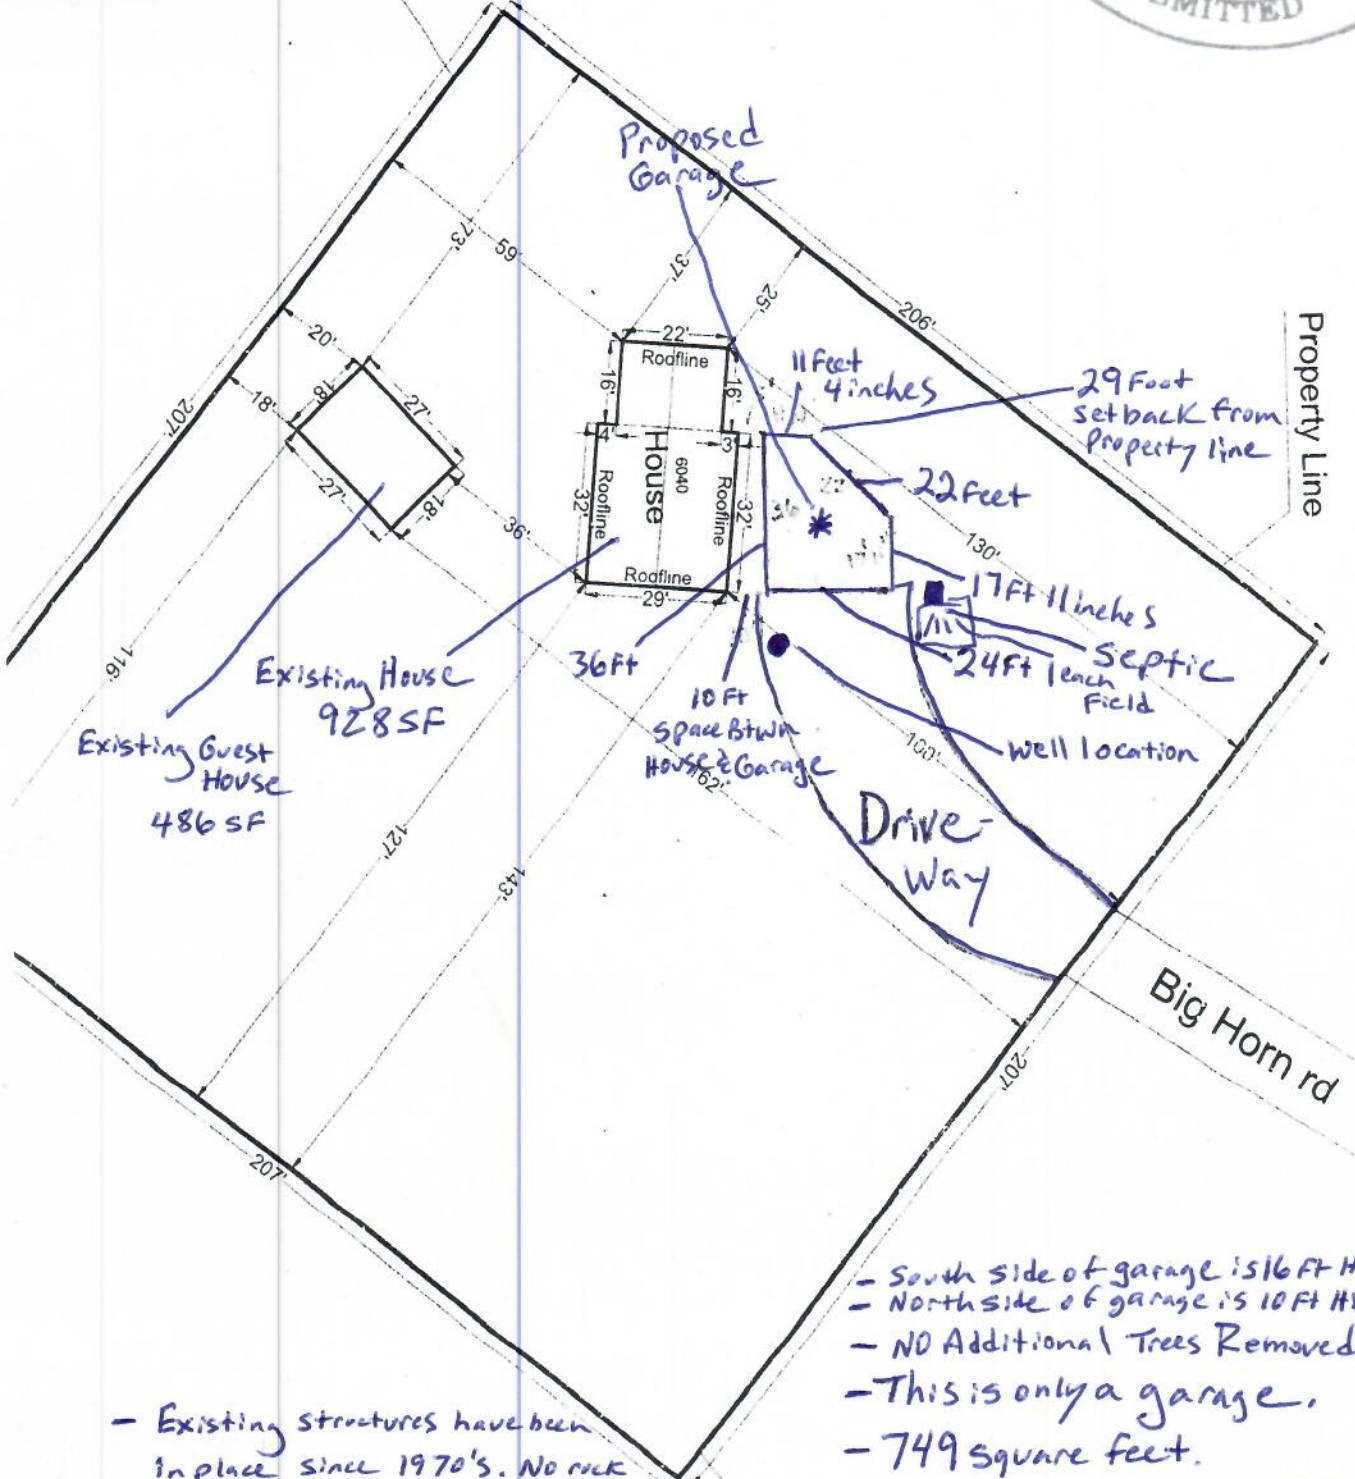 MITTED
Proposed
Garage
73'
59'
37'
25'
206'
Property Line
20'
18'
207'
18'
27'
27'
18'
36'
116'
22'
Roofline
16'
16'
4'
3'
House
6040
Roofline
Roofline
32'
32'
Roofline
29'
11 feet
4 inches
29 Foot
setback from
Property line
22 feet
22
36
130'
17 Ft 11 inches
Septic
24 Ft
leach
Field
well location
36 Ft
10 Ft
Space Btwn
House & Garage
162'
100'
Existing House
928 SF
Existing Guest
House
486 SF
127'
143'
Drive-
Way
Big Horn rd
207'
207'
- South side of garage is 16 Ft H
- North side of garage is 10 Ft HI
- NO Additional Trees Removed
- This is only a garage.
- 749 square feet.
- Existing structures have been
in place since 1970's. No rock